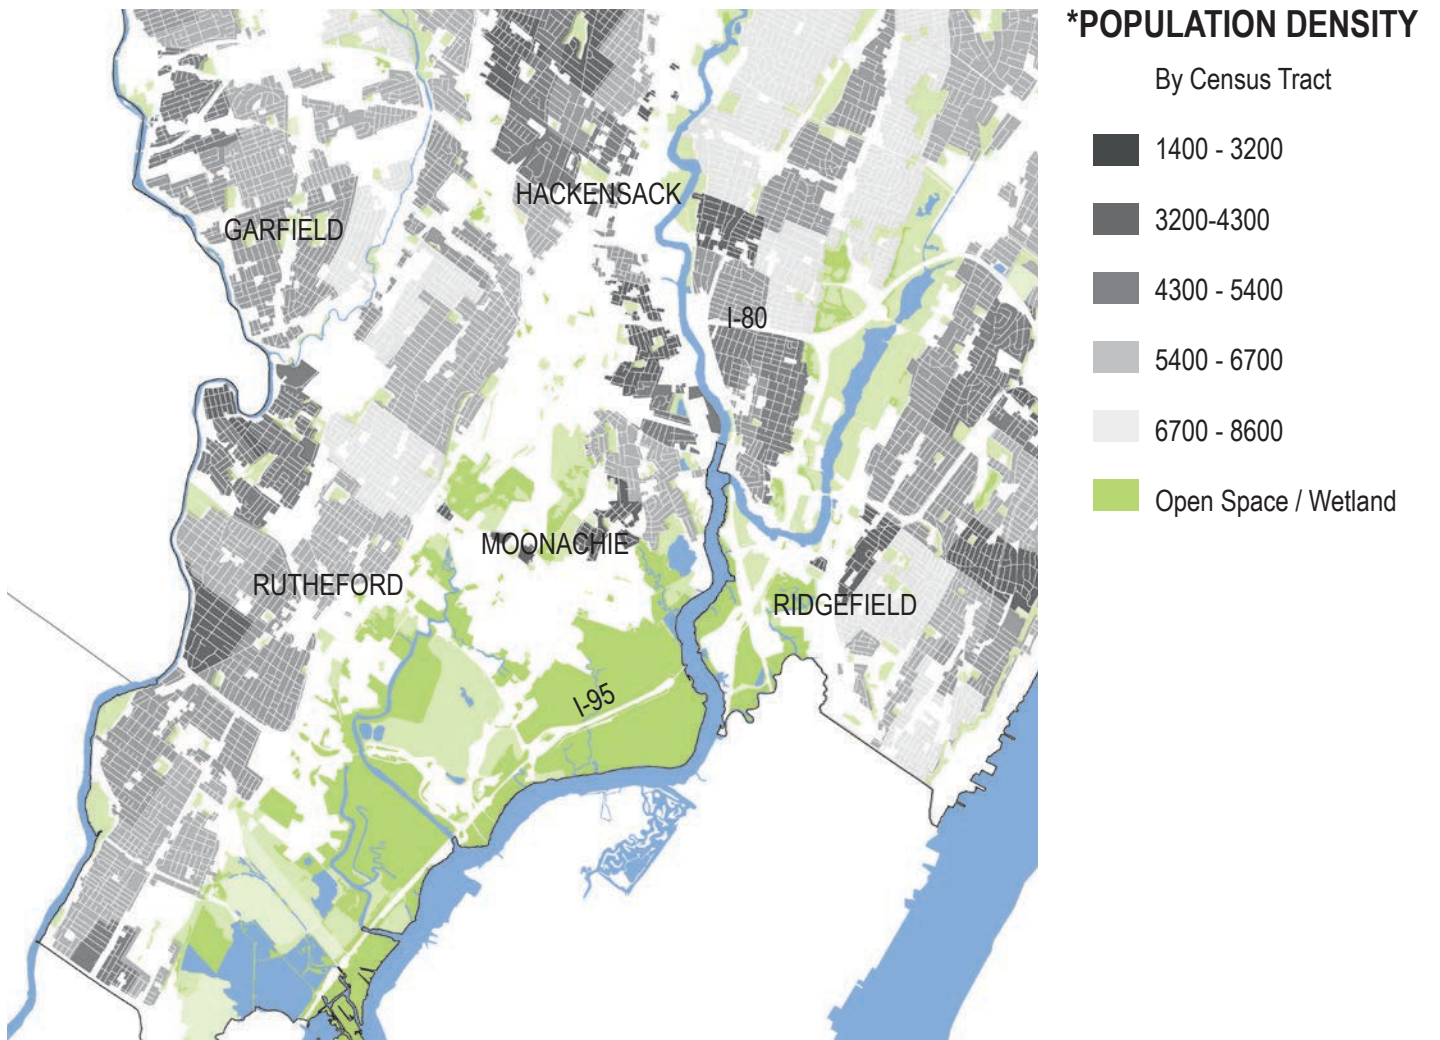 *POPULATION DENSITY
By Census Tract
1400 - 3200
3200-4300
4300 - 5400
5400 - 6700
6700 - 8600
Open Space / Wetland
HACKENSACK
GARFIELD
I-80
MOONACHIE
RUTHEFORD
RIDGEFIELD
I-95